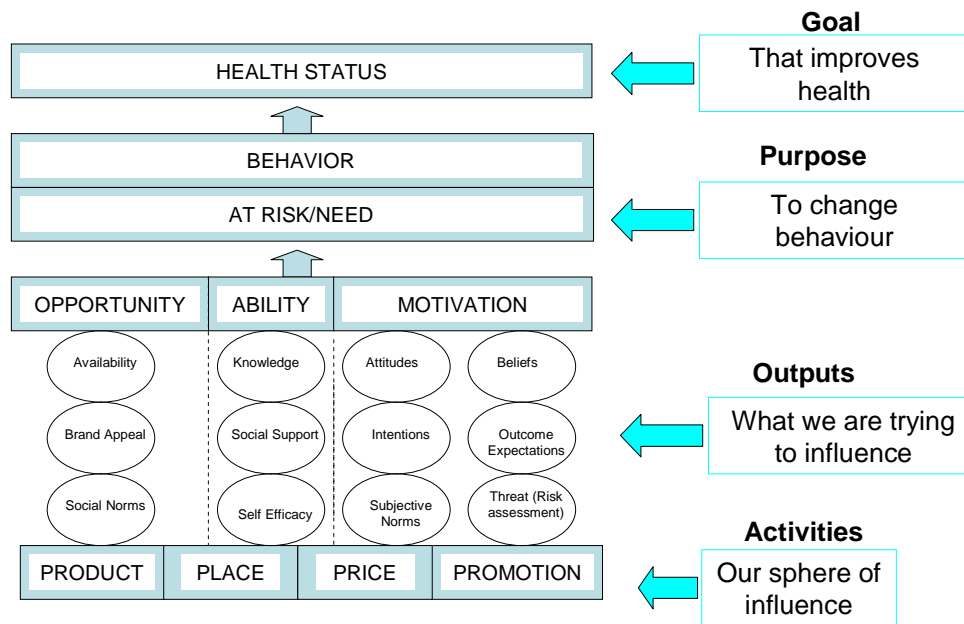 Goal
HEALTH STATUS
That improves
health
BEHAVIOR
Purpose
AT RISK/NEED
To change
behaviour
OPPORTUNITY ABILITY MOTIVATION
Availability Knowledge Attitudes Beliefs
Outputs
Brand Appeal Social Support Intentions Outcome
Expectations
What we are trying
to influence
Social Norms Self Efficacy Subjective
Norms
Threat (Risk
assessment)
Activities
PRODUCT PLACE PRICE PROMOTION
Our sphere of
influence